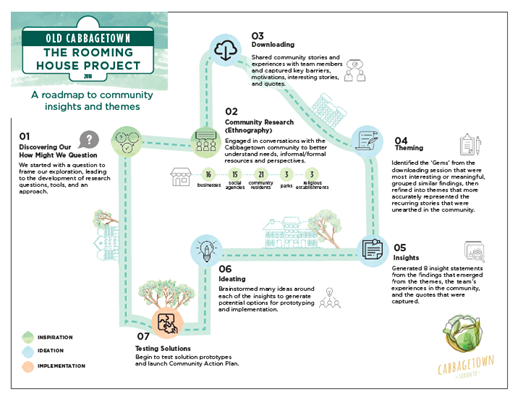 OLD CABBAGETOWN
THE ROOMING
HOUSE PROJECT
2018
A roadmap to community
insights and themes
01
Discovering Our
How Might We Question
We started with a question to
frame our exploration, leading
to the development of research
questions, tools, and an
approach.
02
Community Research
(Ethnography)
Engaged in conversations with the
Cabbagetown community to better
understand needs, informal/formal
resources and perspectives.
16
businesses
15
social
agencies
21
community
residents
3
parks
3
religious
establishments
03
Downloading
Shared community stories and
experiences with team members
and captured key barriers,
motivations, interesting stories,
and quotes.
04
Theming
Identified the 'Gems' from the
downloading session that were
most interesting or meaningful,
grouped similar findings, then
refined into themes that more
accurately represented the
recurring stories that were
unearthed in the community.
05
Insights
Generated 8 insight statements
from the findings that emerged
from the themes, the team's
experiences in the community,
and the quotes that were
captured.
06
Ideating
Brainstormed many ideas around
each of the insights to generate
potential options for prototyping
and implementation.
07
Testing Solutions
Begin to test solution prototypes
and launch Community Action Plan.
INSPIRATION
IDEATION
IMPLEMENTATION
CABBAGETOWN
TORONTO